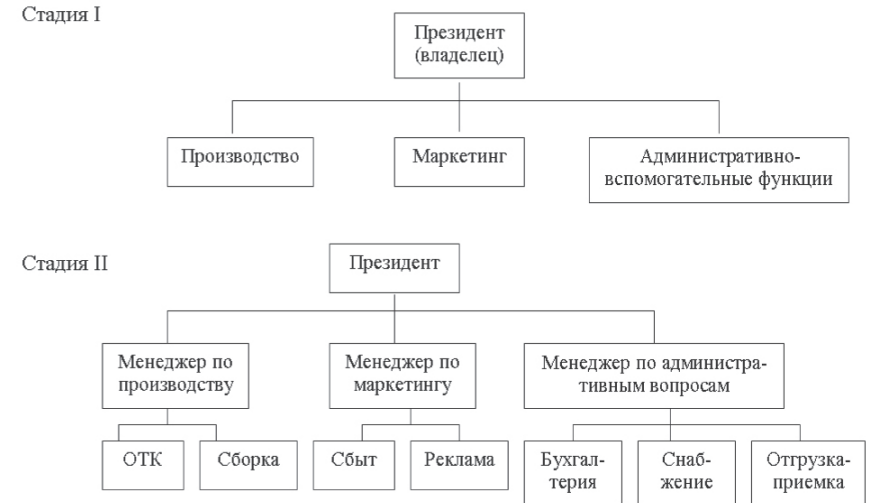 Стадия I
Президент
(владелец)
Производство
Маркетинг
Административно-
вспомогательные функции
Стадия II
Президент
Менеджер по
производству
Менеджер по
маркетингу
Менеджер по администра-
тивным вопросам
ОТК
Сборка
Сбыт
Реклама
Бухгал-
терия
Снаб-
жение
Отгрузка-
приемка